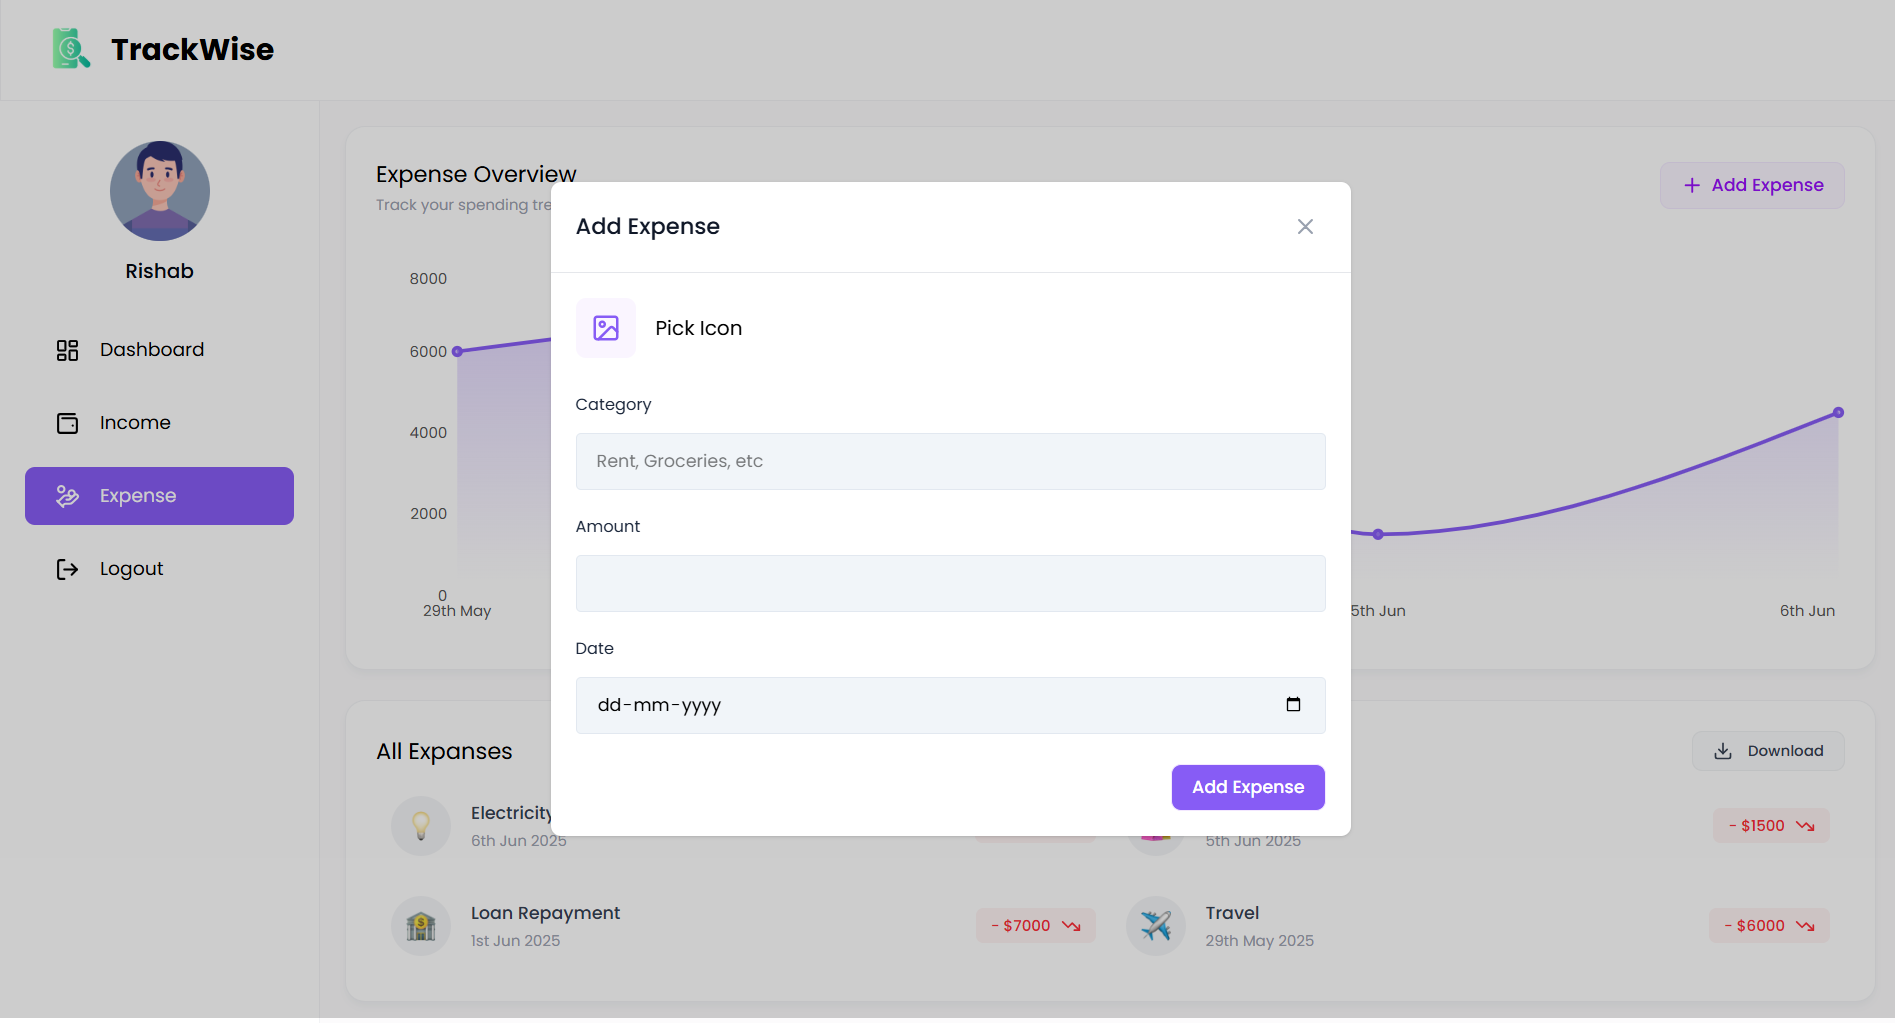 TrackWise
Rishab
Dashboard
Income
Expense
Logout
Expense Overview
Track your spending
Add Expense
8000
6000
4000
2000
0
29th May
5th Jun
6th Jun
Add Expense
Pick Icon
Category
Rent, Groceries, etc
Amount
Date
dd-mm-yyyy
Add Expense
All Expanses
Download
Electricity
6th Jun 2025
5th Jun 2025
- $1500
Loan Repayment
1st Jun 2025
- $7000
Travel
29th May 2025
- $6000